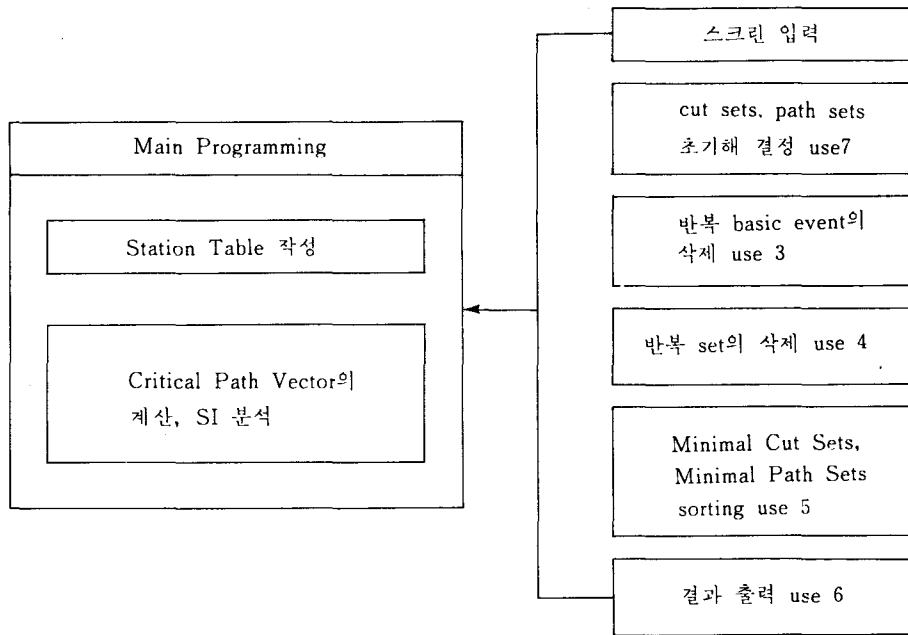 Main Programming
Station Table 작성
Critical Path Vector의
계산, SI 분석
스크린 입력
cut sets, path sets
초기해 결정 use7
반복 basic event의
삭제 use 3
반복 set의 삭제 use 4
Minimal Cut Sets,
Minimal Path Sets
sorting use 5
결과 출력 use 6